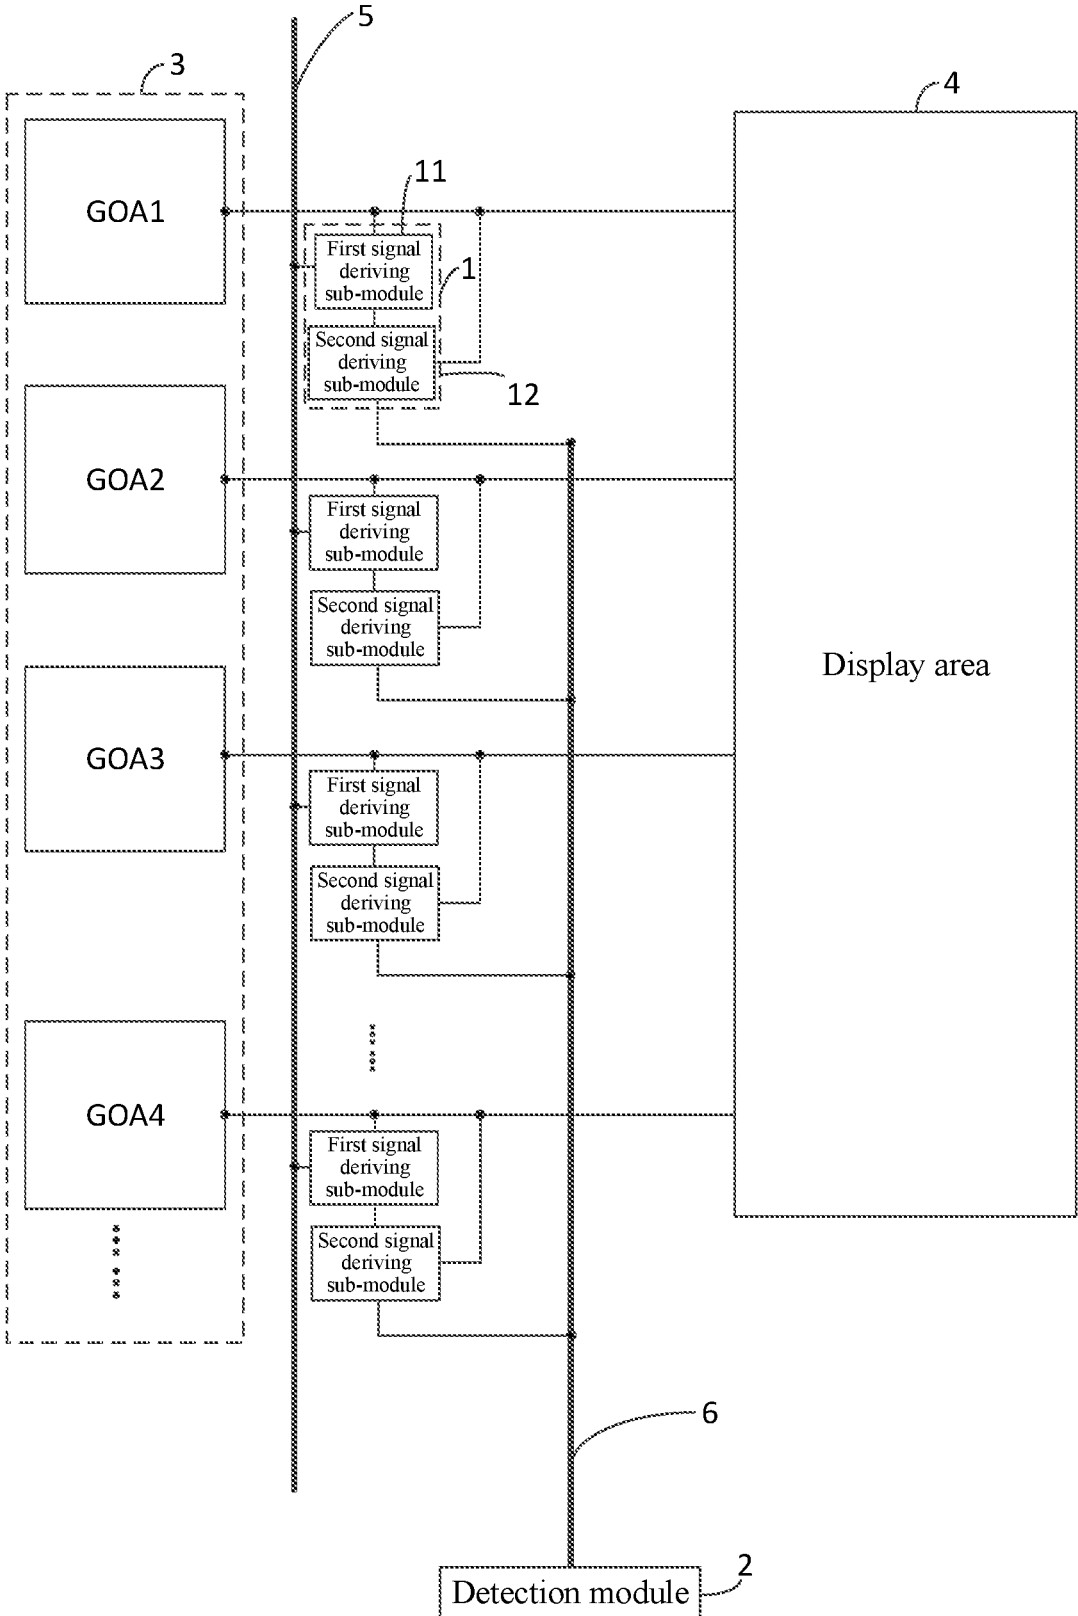 5
3
4
GOA1
11
First signal
deriving
sub-module
1
Second signal
deriving
sub-module
12
GOA2
First signal
deriving
sub-module
Second signal
deriving
sub-module
Display area
GOA3
First signal
deriving
sub-module
Second signal
deriving
sub-module
GOA4
First signal
deriving
sub-module
Second signal
deriving
sub-module
6
2
Detection module